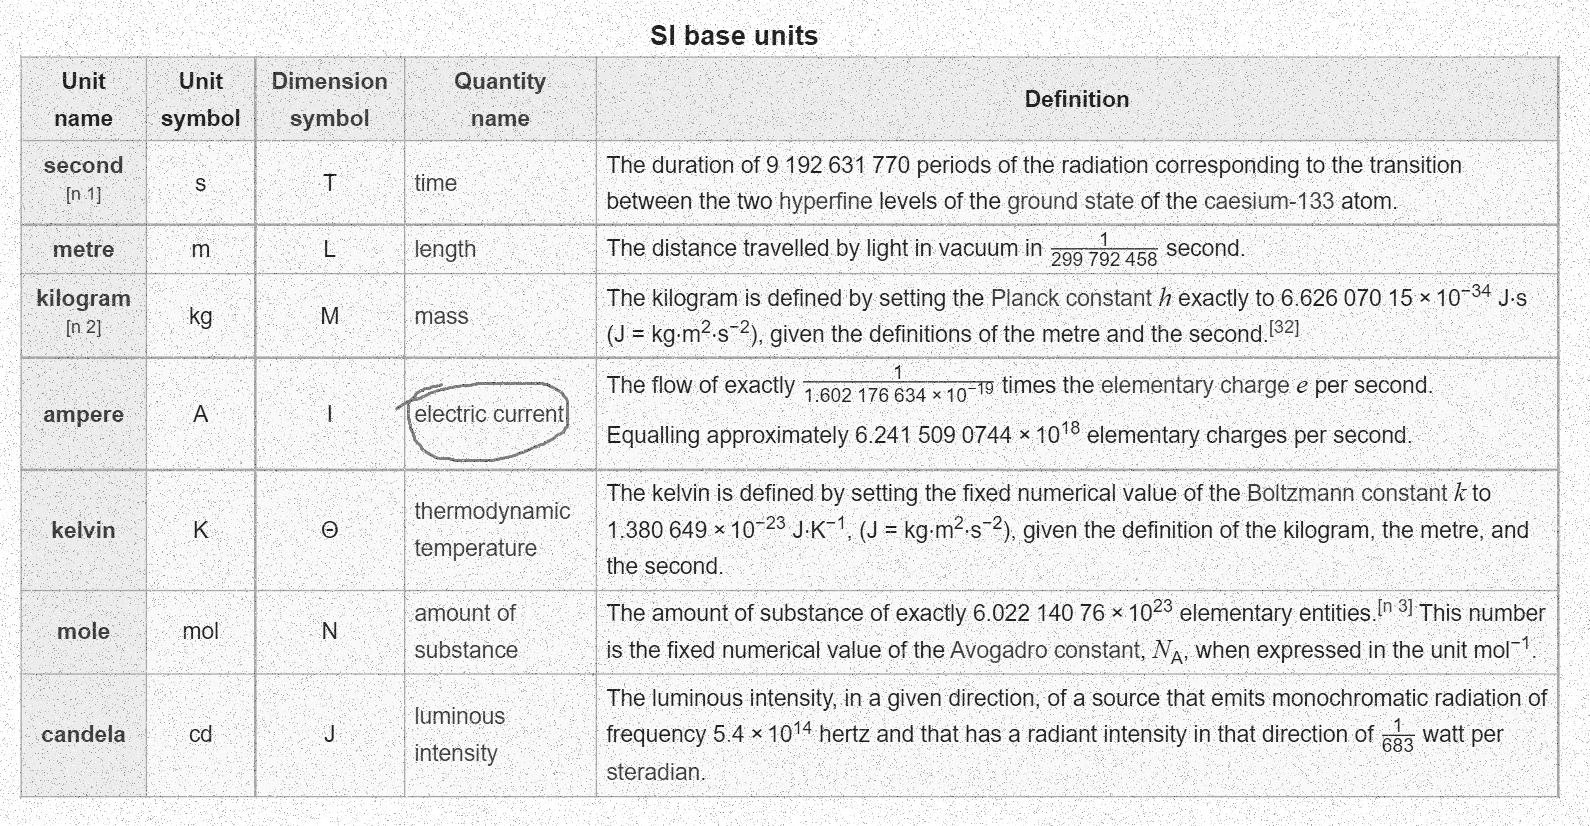 SI base units
Unit name	Unit symbol	Dimension symbol	Quantity name	Definition
second [n 1]	s	T	time	The duration of 9 192 631 770 periods of the radiation corresponding to the transition
between the two hyperfine levels of the ground state of the caesium-133 atom.
metre	m	L	length	The distance travelled by light in vacuum in 1/299 792 458 second.
kilogram [n 2]	kg	M	mass	The kilogram is defined by setting the Planck constant h exactly to 6.626 070 15 × 10⁻³⁴ J·s
(J = kg·m²·s⁻²), given the definitions of the metre and the second.[32]
ampere	A	I	electric current	The flow of exactly 1/1.602 176 634 × 10⁻¹⁹ times the elementary charge e per second.
Equalling approximately 6.241 509 0744 × 10¹⁸ elementary charges per second.
kelvin	K	Θ	thermodynamic temperature	The kelvin is defined by setting the fixed numerical value of the Boltzmann constant k to
1.380 649 × 10⁻²³ J·K⁻¹, (J = kg·m²·s⁻²), given the definition of the kilogram, the metre, and
the second.
mole	mol	N	amount of substance	The amount of substance of exactly 6.022 140 76 × 10²³ elementary entities.[n 3] This number
is the fixed numerical value of the Avogadro constant, N_A, when expressed in the unit mol⁻¹.
candela	cd	J	luminous intensity	The luminous intensity, in a given direction, of a source that emits monochromatic radiation of
frequency 5.4 × 10¹⁴ hertz and that has a radiant intensity in that direction of 1/683 watt per
steradian.